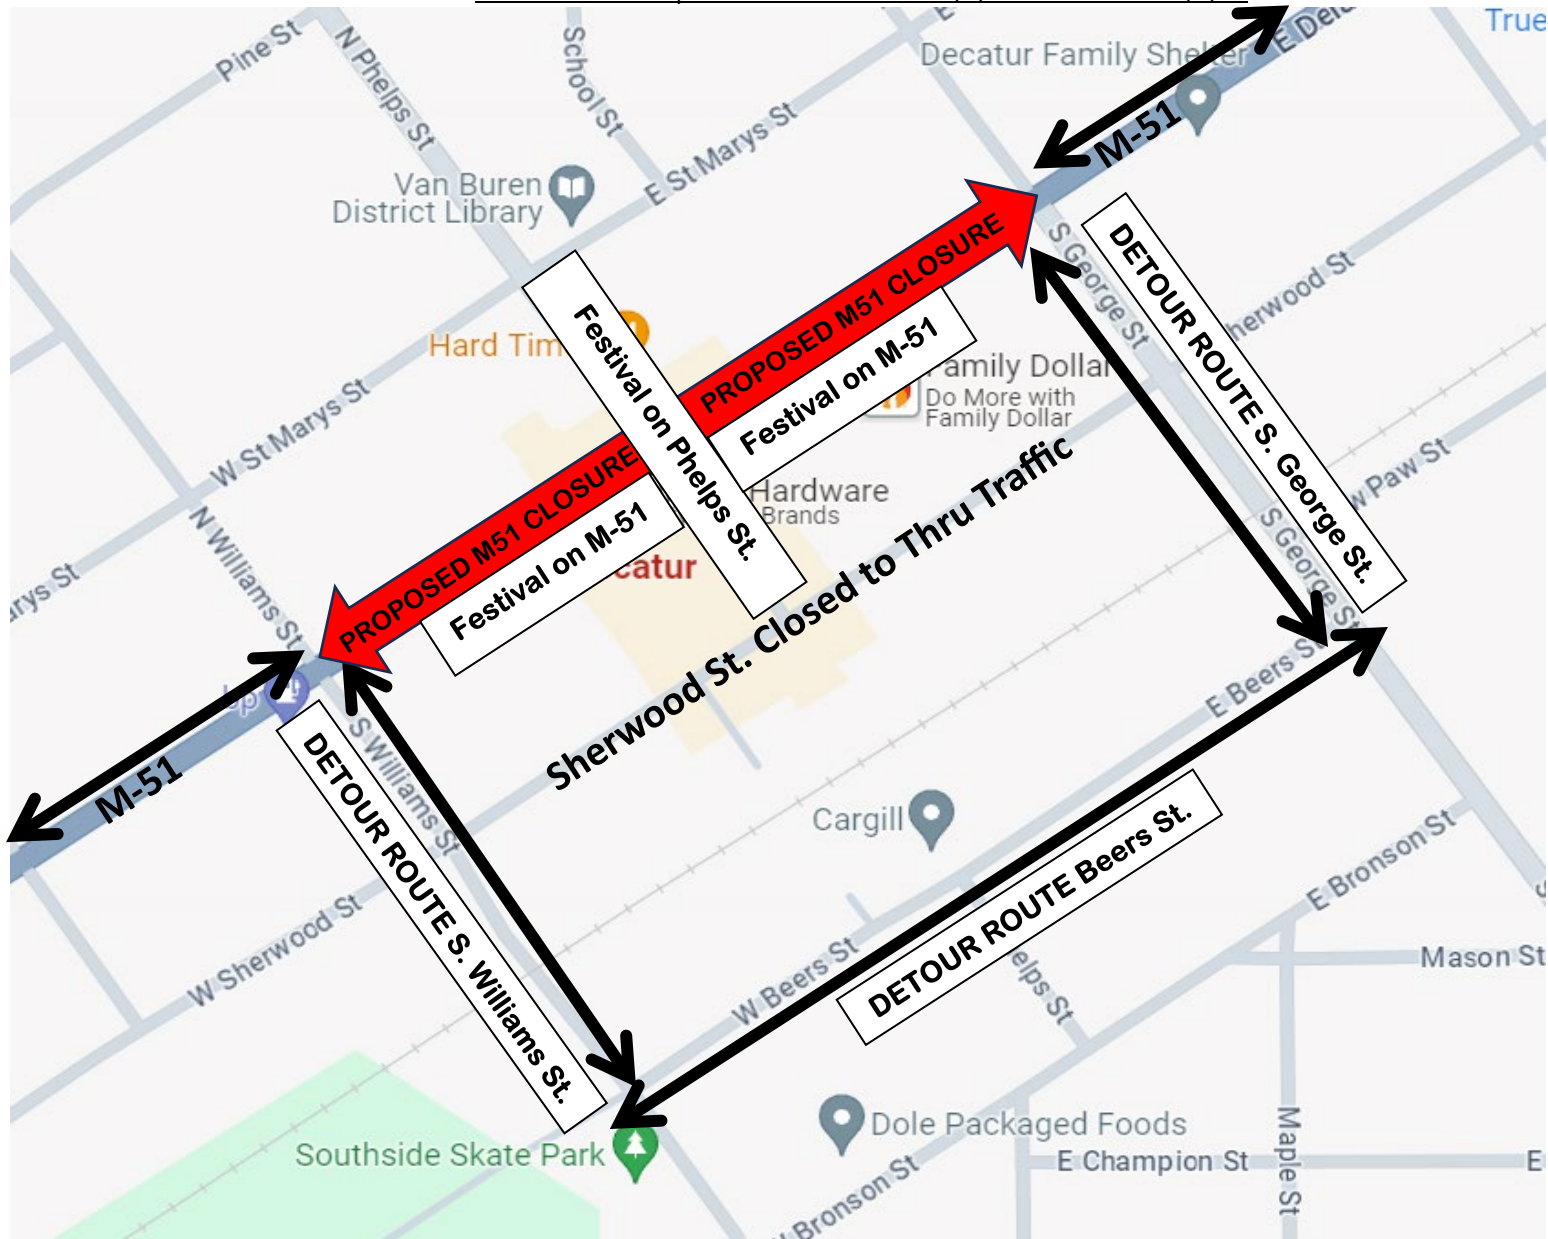 Pine St
N Phelps St
School St
E St Marys St
Decatur Family Shelter
True
M-51
Van Buren
District Library
PROPOSED M51 CLOSURE
Festival on M-51
S George St
DETOUR ROUTE S. George St.
herwood St
Hard Tim
Festival on Phelps St.
Family Dollar
Do More with
Family Dollar
W St Marys St
PROPOSED M51 CLOSURE
Festival on M-51
Hardware
Brands
catur
Sherwood St. Closed to Thru Traffic
w Paw St
S George St
N Williams St
arys St
Up
M-51
S Williams St
DETOUR ROUTE S. Williams St.
E Beers St
Cargill
DETOUR ROUTE Beers St.
E Bronson St
W Sherwood St
W Beers St
elps St
Mason St
Southside Skate Park
Dole Packaged Foods
E Champion St
E
Maple St
Bronson St